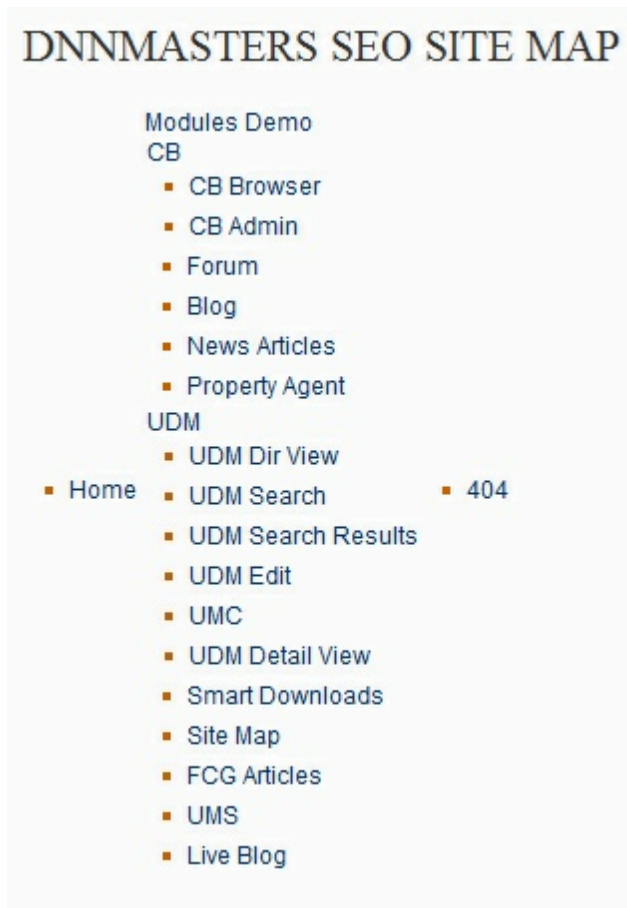 DNNMASTERS SEO SITE MAP
Home
Modules Demo
CB
CB Browser
CB Admin
Forum
Blog
News Articles
Property Agent
UDM
UDM Dir View
UDM Search
UDM Search Results
UDM Edit
UMC
UDM Detail View
Smart Downloads
Site Map
FCG Articles
UMS
Live Blog
404